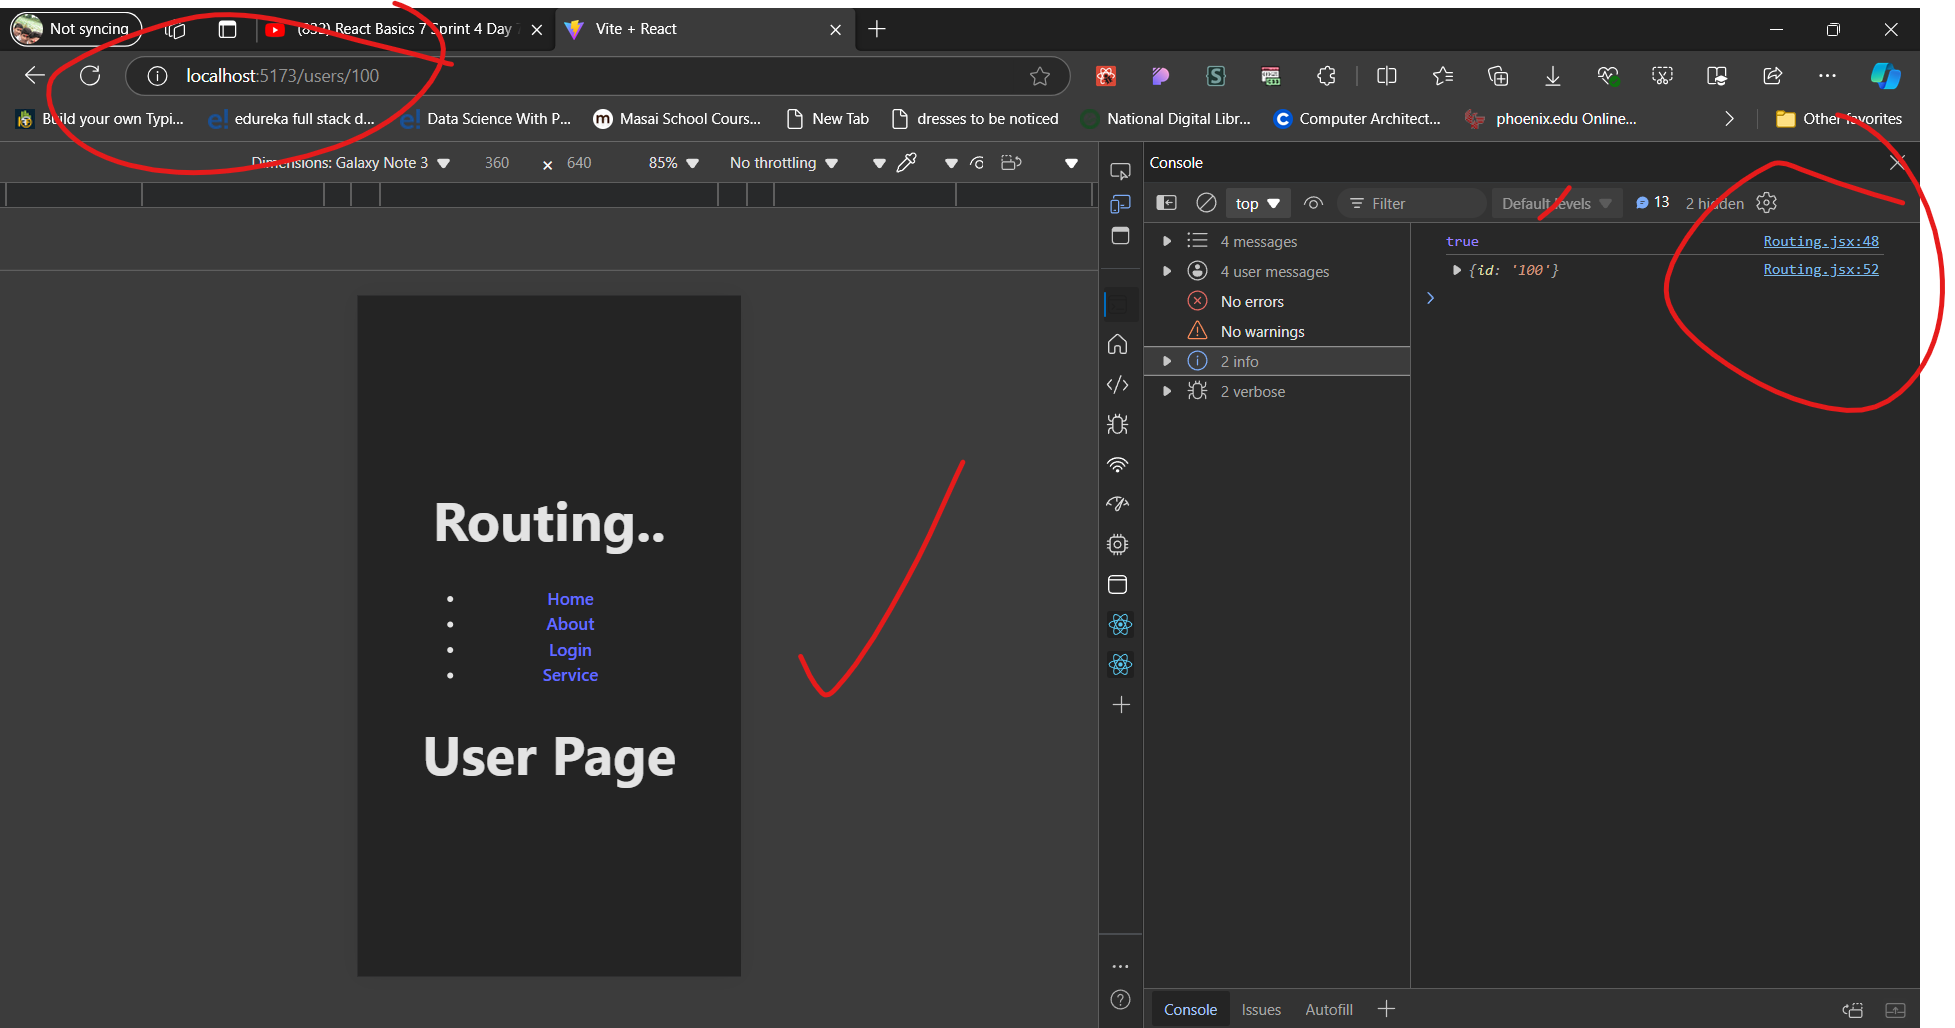 Not syncing
(832) React Basics 7 Sprint 4 Day
Vite + React
localhost:5173/users/100
Build your own Typi...
edureka full stack d...
Data Science With P...
Masai School Cours...
New Tab
dresses to be noticed
National Digital Libr...
Computer Architect...
phoenix.edu Online...
Other favorites
Dimensions: Galaxy Note 3
360 × 640
85%
No throttling
Routing..
Home
About
Login
Service
User Page
Console
top
Filter
Default levels
13
2 hidden
4 messages
4 user messages
No errors
No warnings
2 info
2 verbose
true Routing.jsx:48
{id: '100'} Routing.jsx:52
Console Issues Autofill